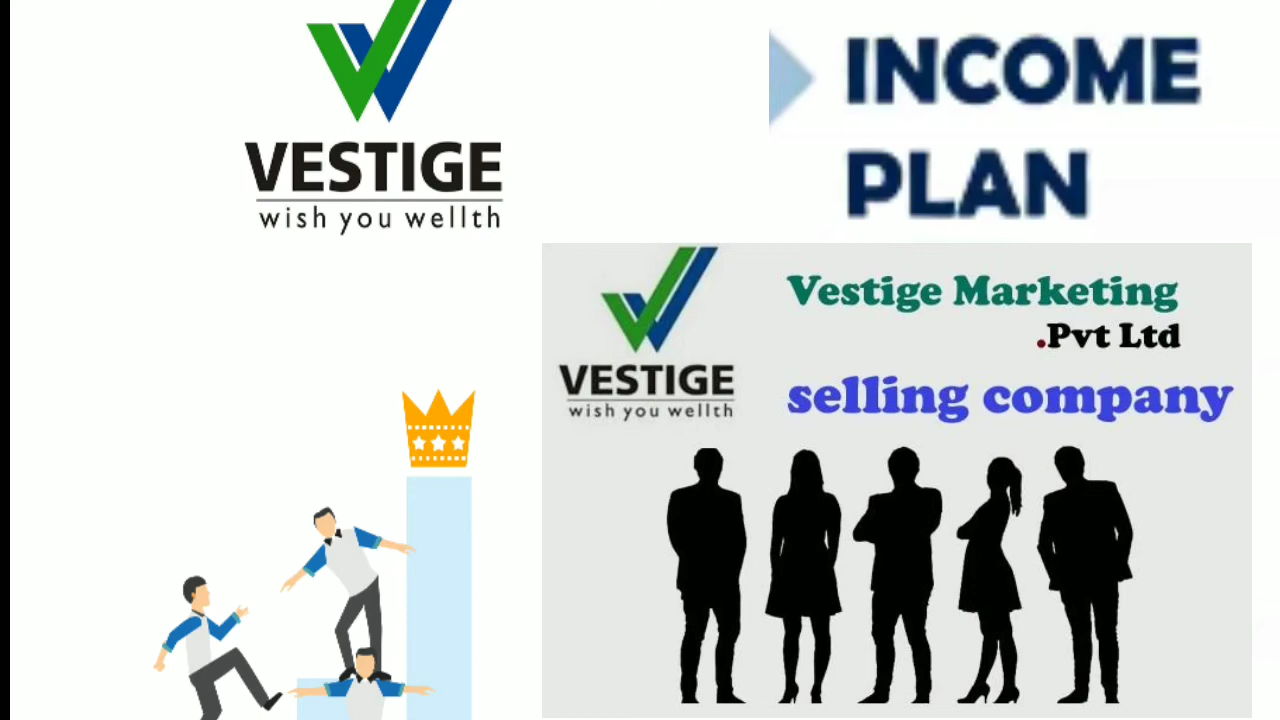 VESTIGE
wish you wellth
INCOME
PLAN
VESTIGE
wish you wellth
Vestige Marketing
.Pvt Ltd
selling company